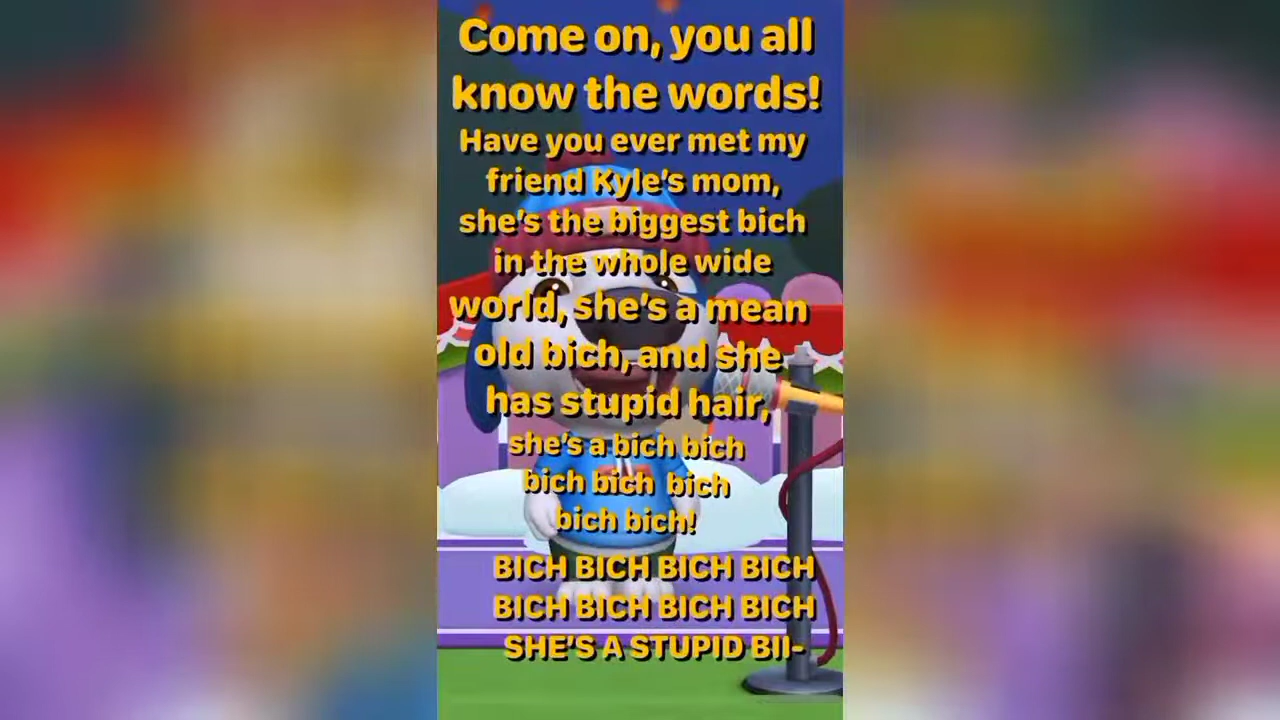 Come on, you all
know the words!
Have you ever met my
friend Kyle's mom,
she's the biggest bich
in the whole wide
world, she's a mean
old bich, and she
has stupid hair,
she's a bich bich
bich bich bich
bich bich!
BICH BICH BICH BICH
BICH BICH BICH BICH
SHE'S A STUPID BII-